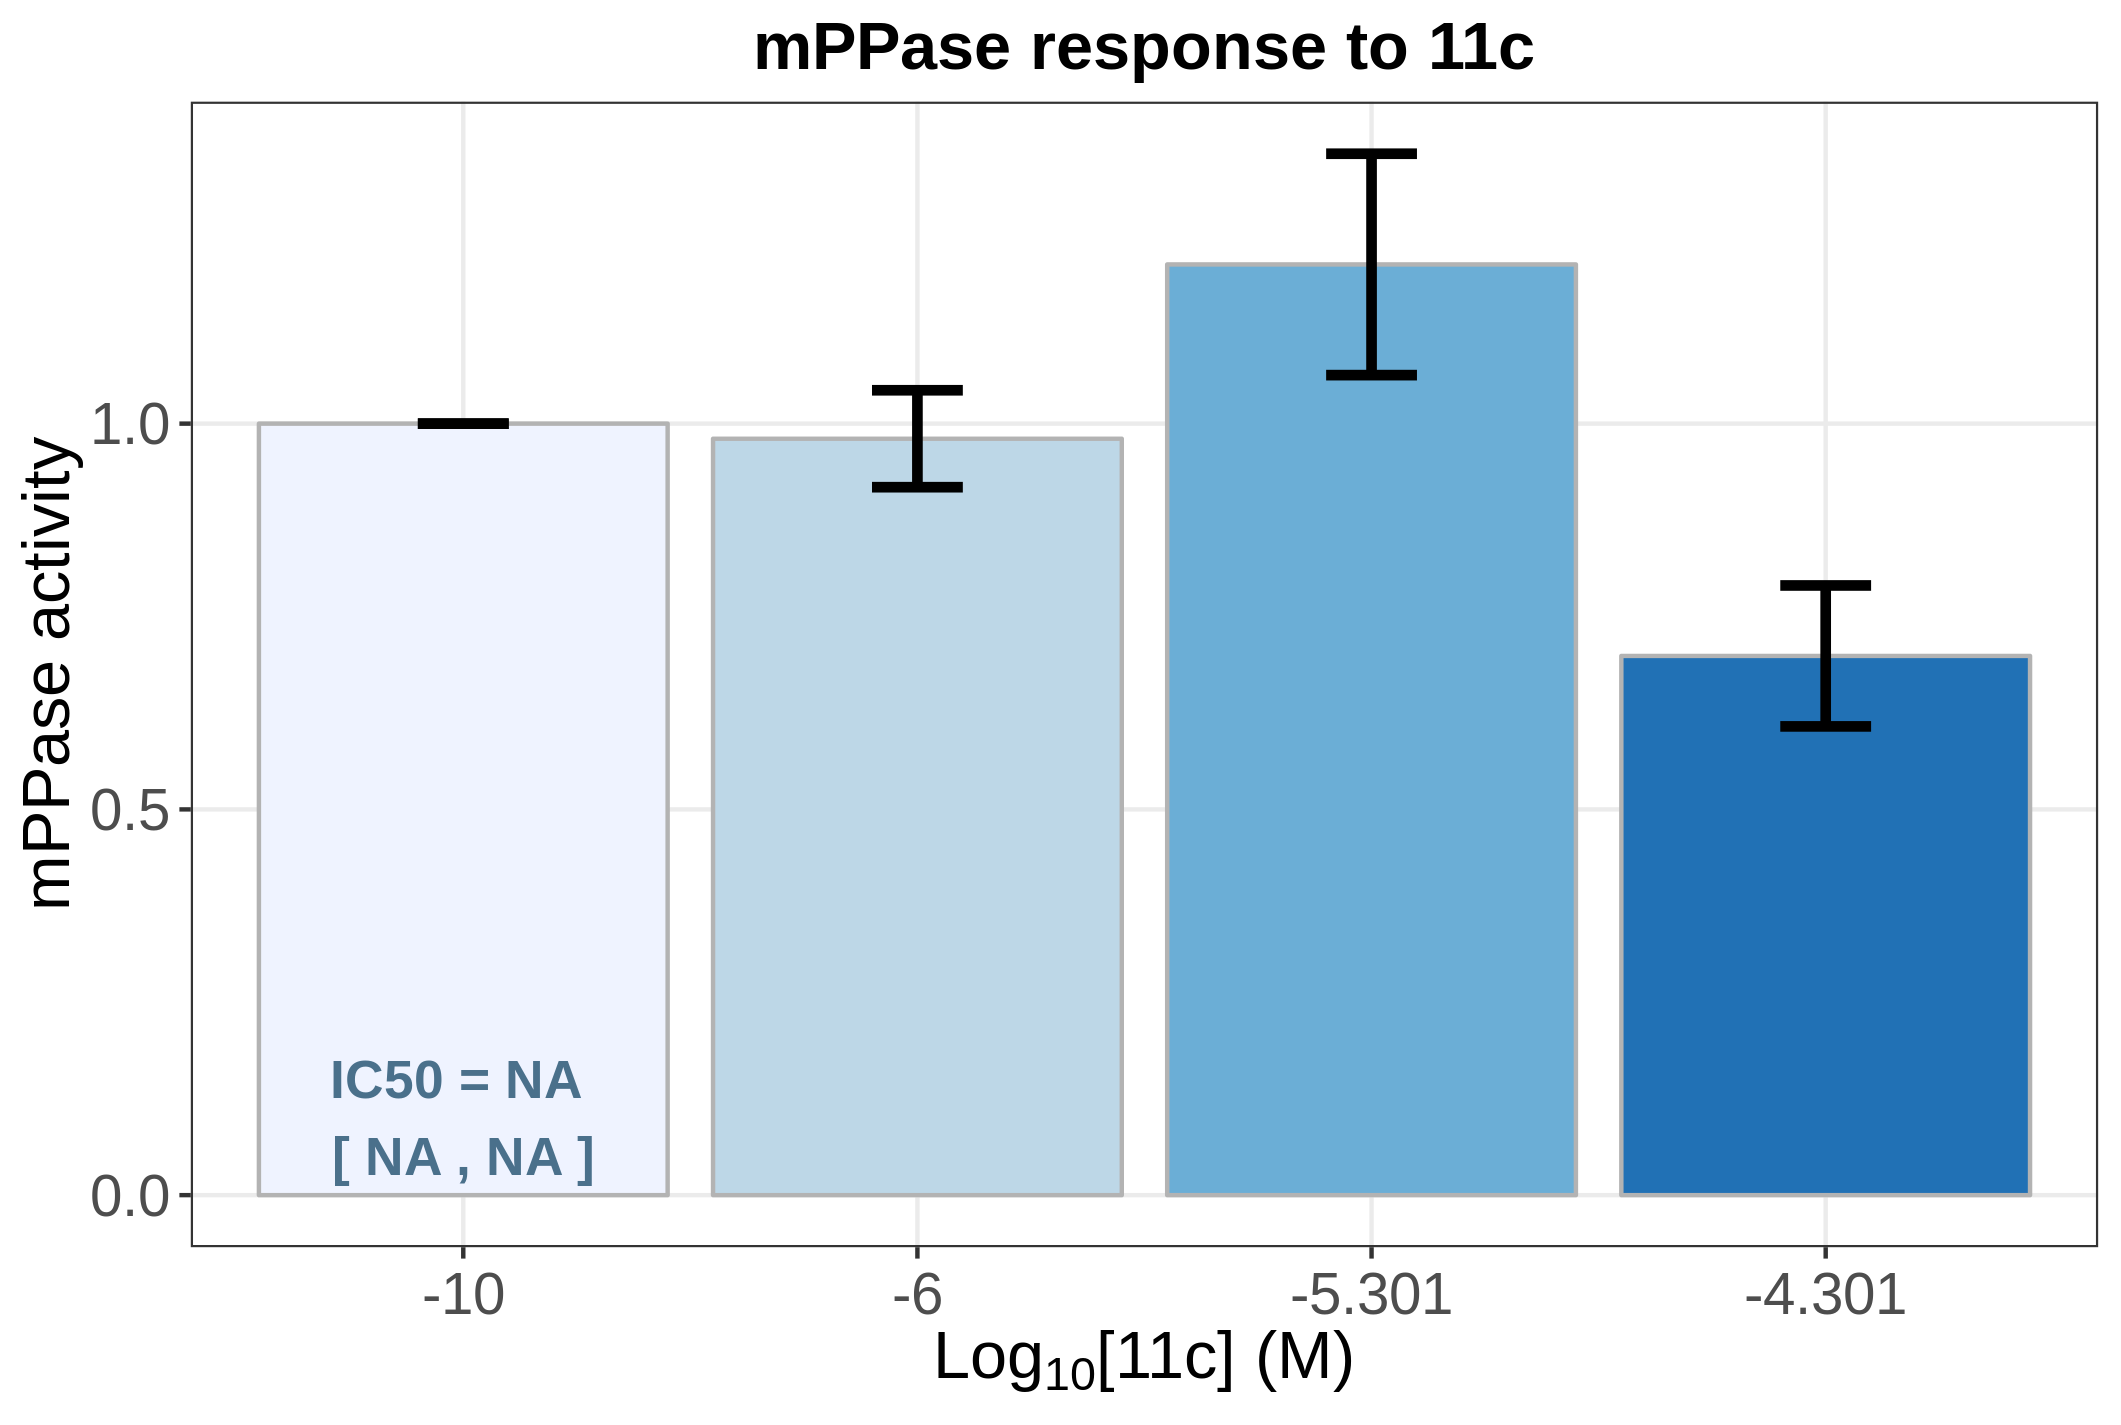 mPPase response to 11c
mPPase activity
1.0
0.5
0.0
IC50 = NA
[ NA , NA ]
-10
-6
-5.301
-4.301
Log₁₀[11c] (M)